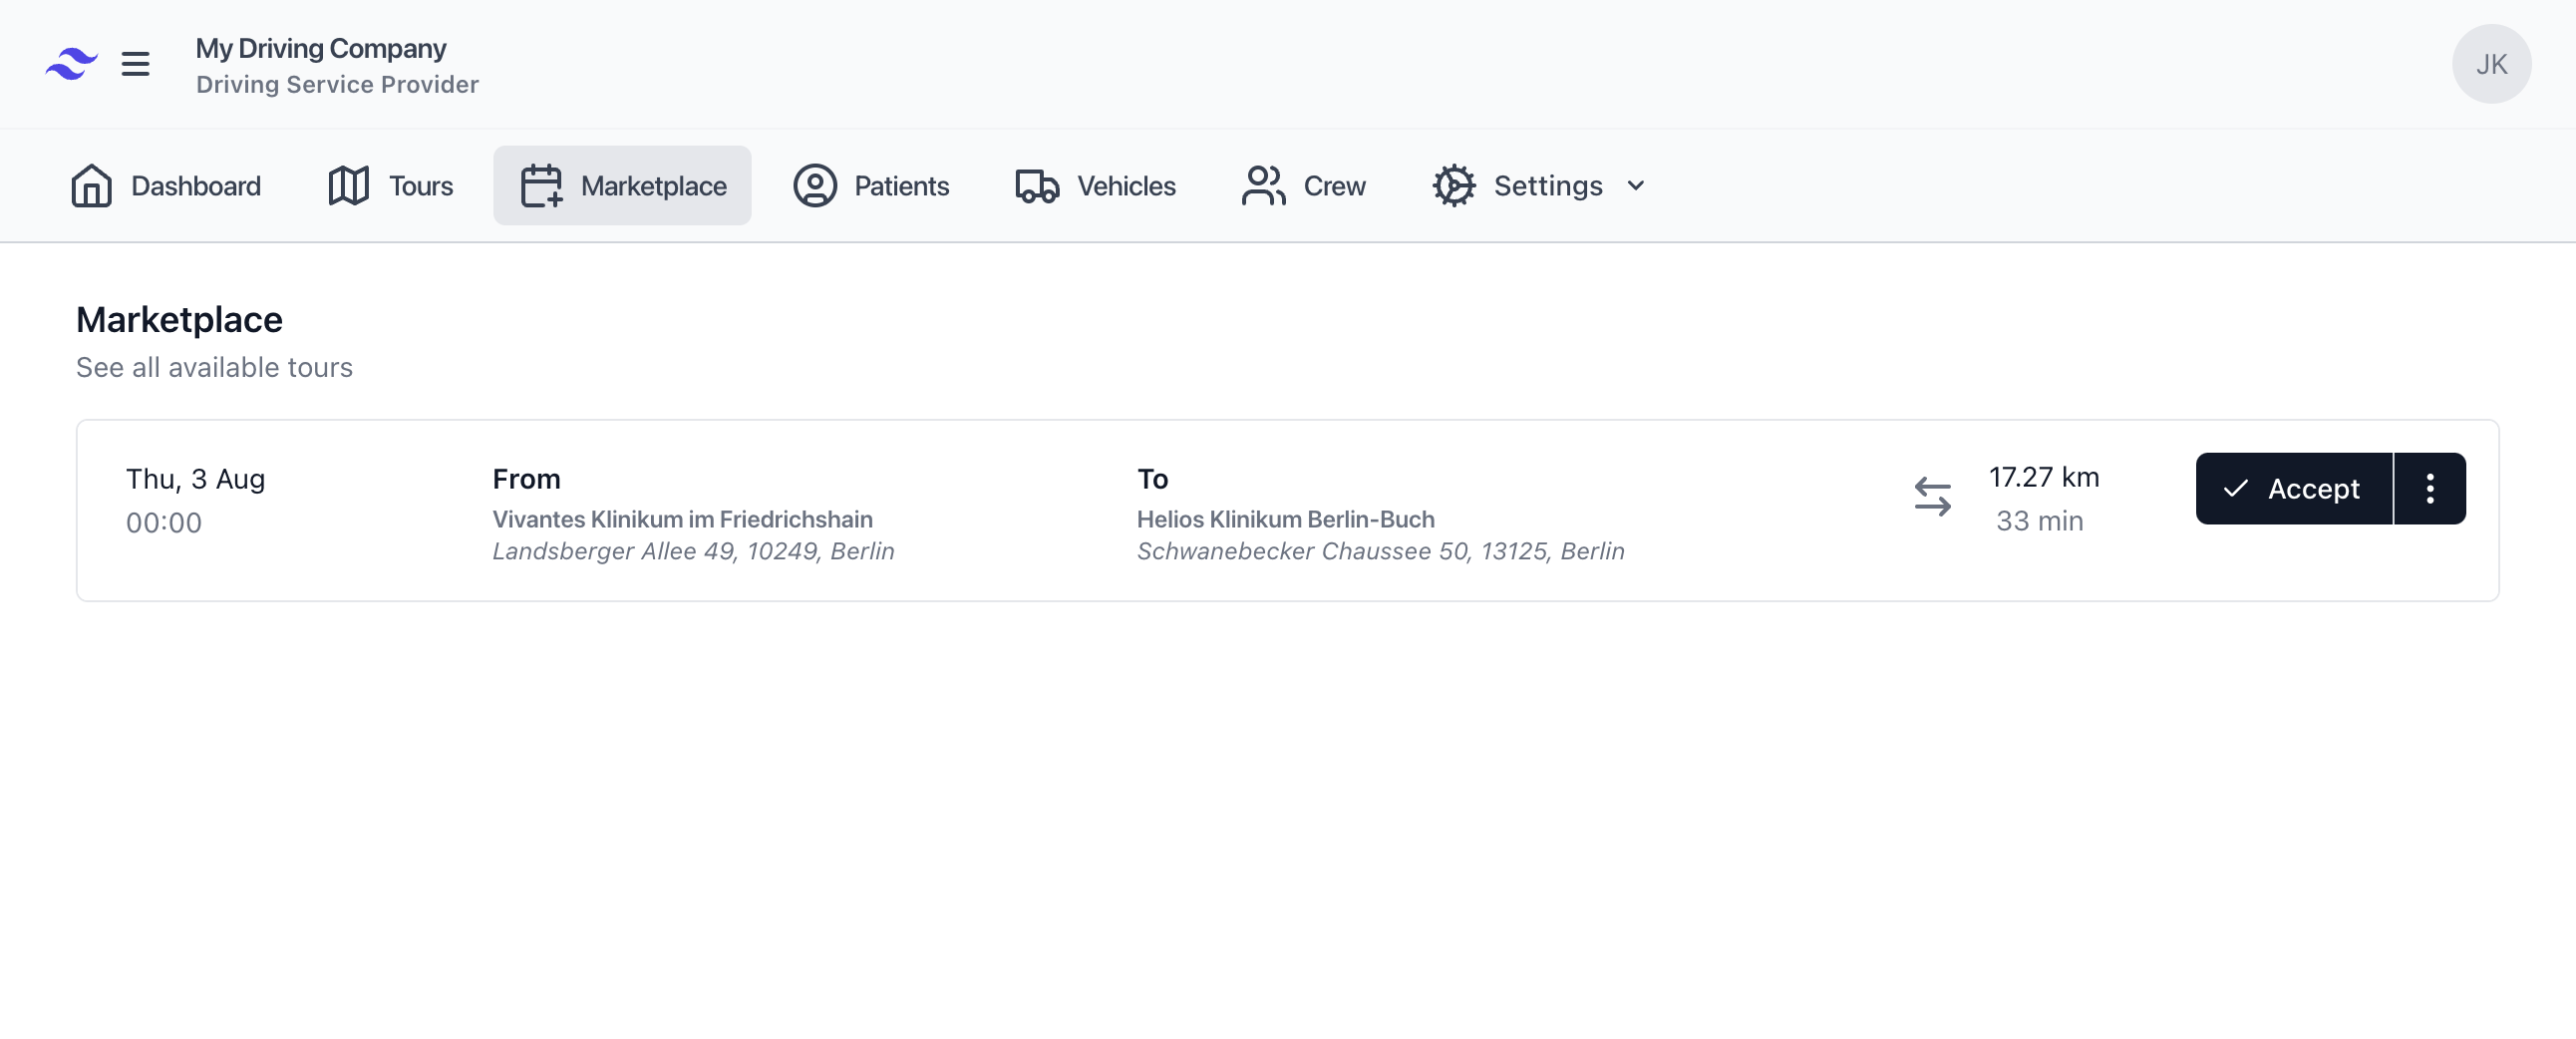 My Driving Company
Driving Service Provider
JK
Dashboard
Tours
Marketplace
Patients
Vehicles
Crew
Settings
Marketplace
See all available tours
Thu, 3 Aug
00:00
From
Vivantes Klinikum im Friedrichshain
Landsberger Allee 49, 10249, Berlin
To
Helios Klinikum Berlin-Buch
Schwanebecker Chaussee 50, 13125, Berlin
17.27 km
33 min
Accept